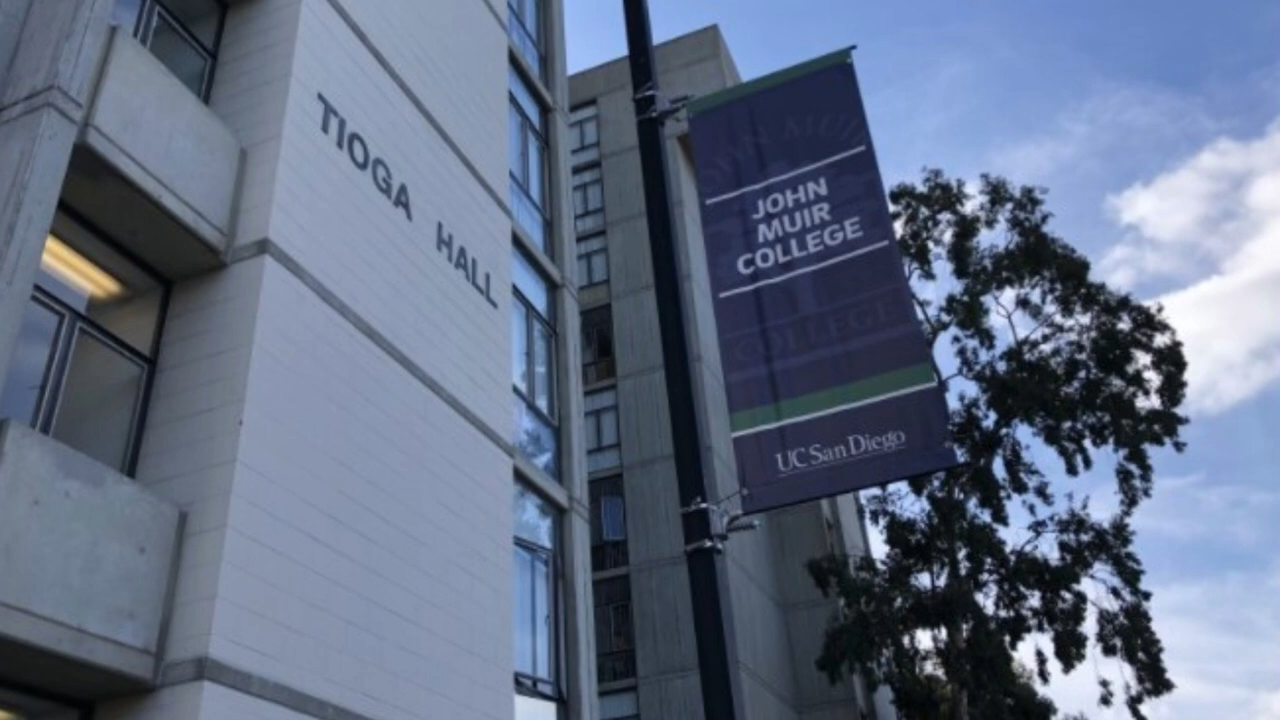 TIOGA HALL
JOHN
MUIR
COLLEGE
UC San Diego